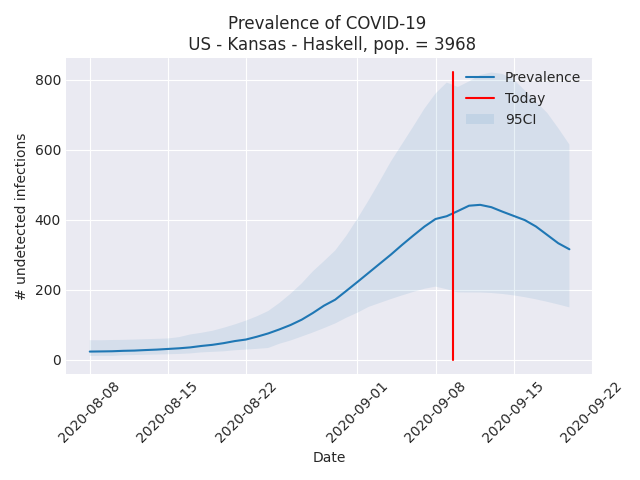 Prevalence of COVID-19
US - Kansas - Haskell, pop. = 3968
Prevalence
Today
95CI
800
600
400
200
0
# undetected infections
2020-08-08
2020-08-15
2020-08-22
2020-09-01
2020-09-08
2020-09-15
2020-09-22
Date